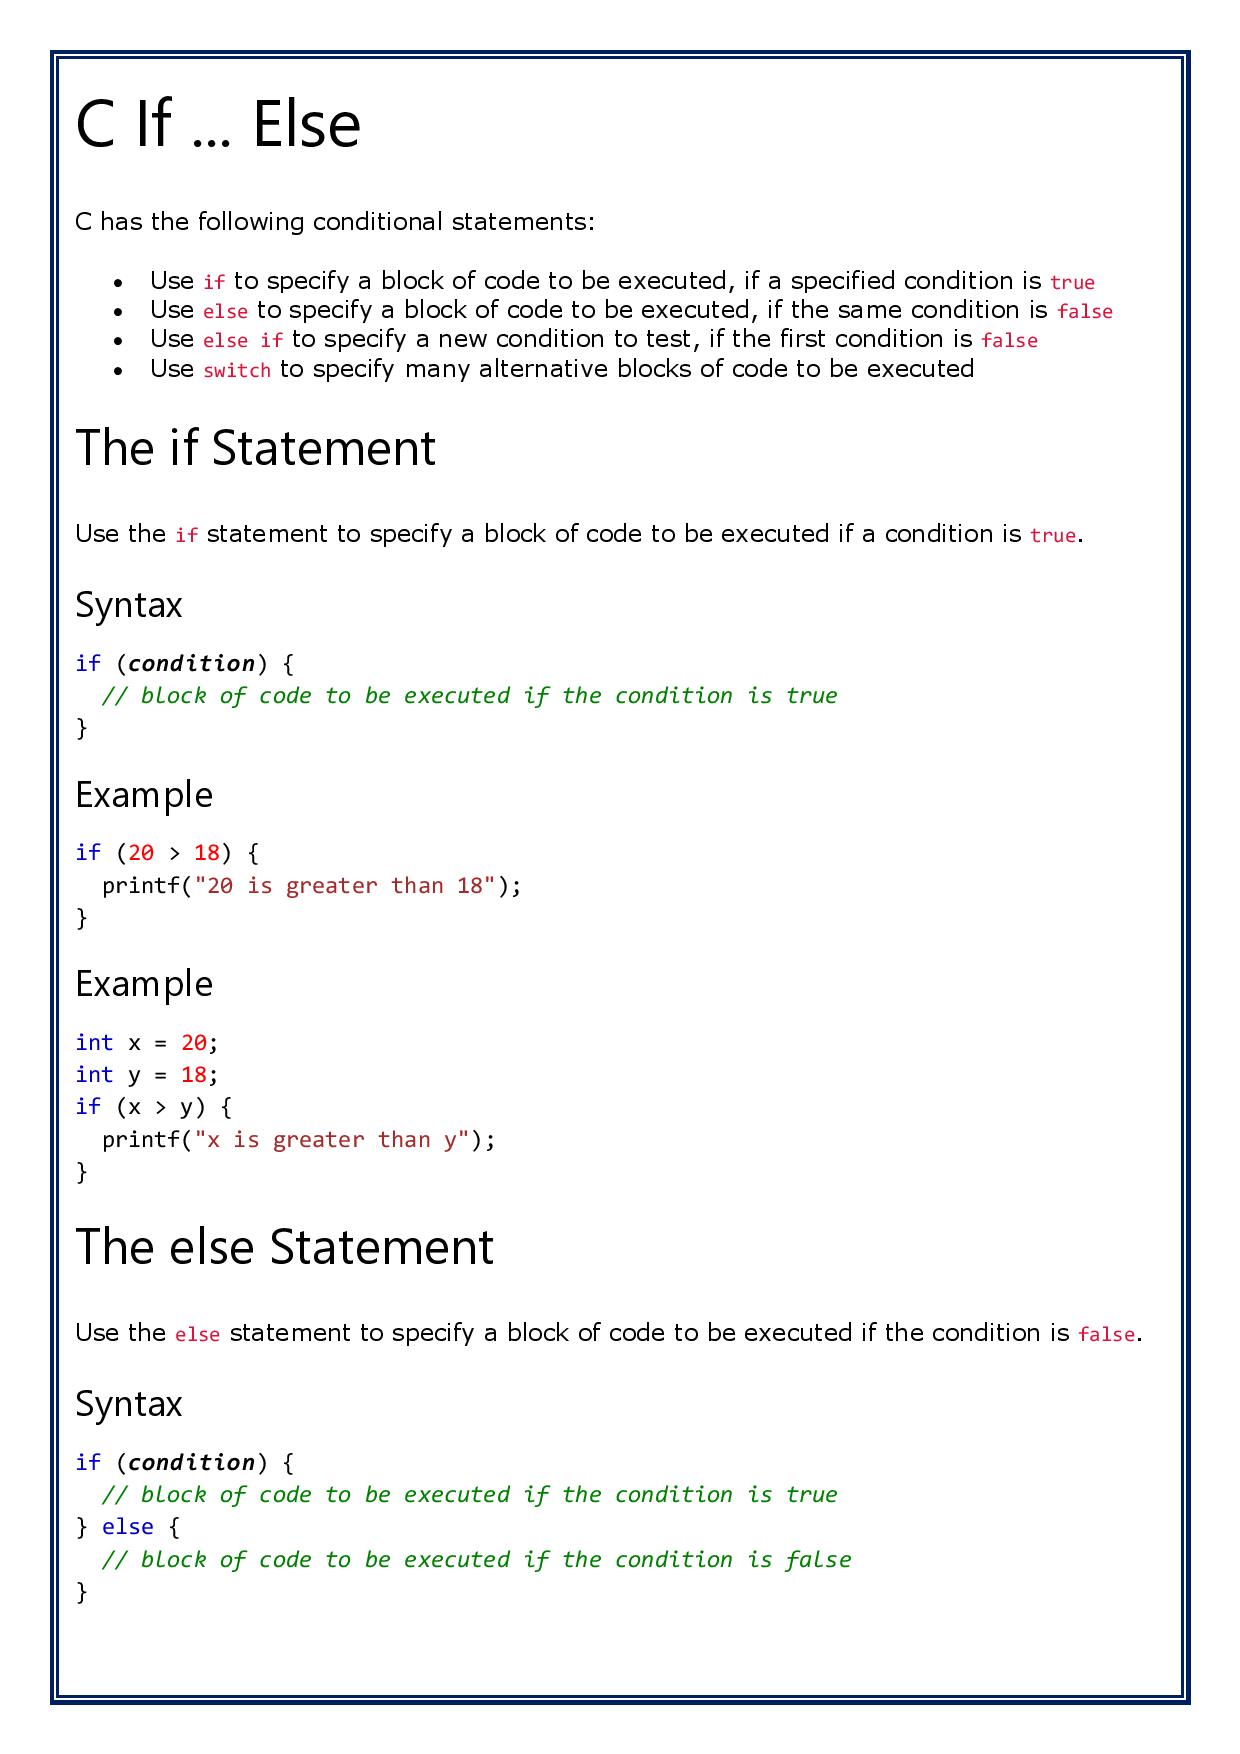 C If ... Else
C has the following conditional statements:
• Use if to specify a block of code to be executed, if a specified condition is true
• Use else to specify a block of code to be executed, if the same condition is false
• Use else if to specify a new condition to test, if the first condition is false
• Use switch to specify many alternative blocks of code to be executed
The if Statement
Use the if statement to specify a block of code to be executed if a condition is true.
Syntax
if (condition) {
  // block of code to be executed if the condition is true
}
Example
if (20 > 18) {
  printf("20 is greater than 18");
}
Example
int x = 20;
int y = 18;
if (x > y) {
  printf("x is greater than y");
}
The else Statement
Use the else statement to specify a block of code to be executed if the condition is false.
Syntax
if (condition) {
  // block of code to be executed if the condition is true
} else {
  // block of code to be executed if the condition is false
}